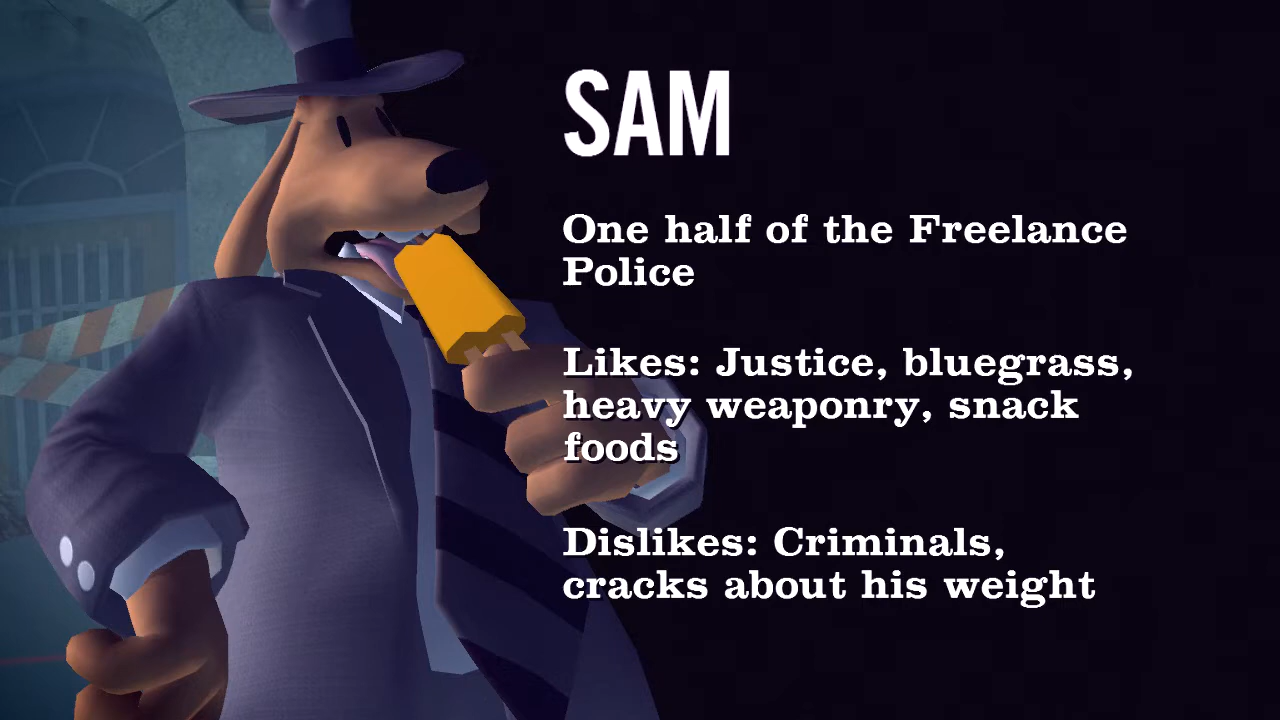 SAM
One half of the Freelance
Police
Likes: Justice, bluegrass,
heavy weaponry, snack
foods
Dislikes: Criminals,
cracks about his weight